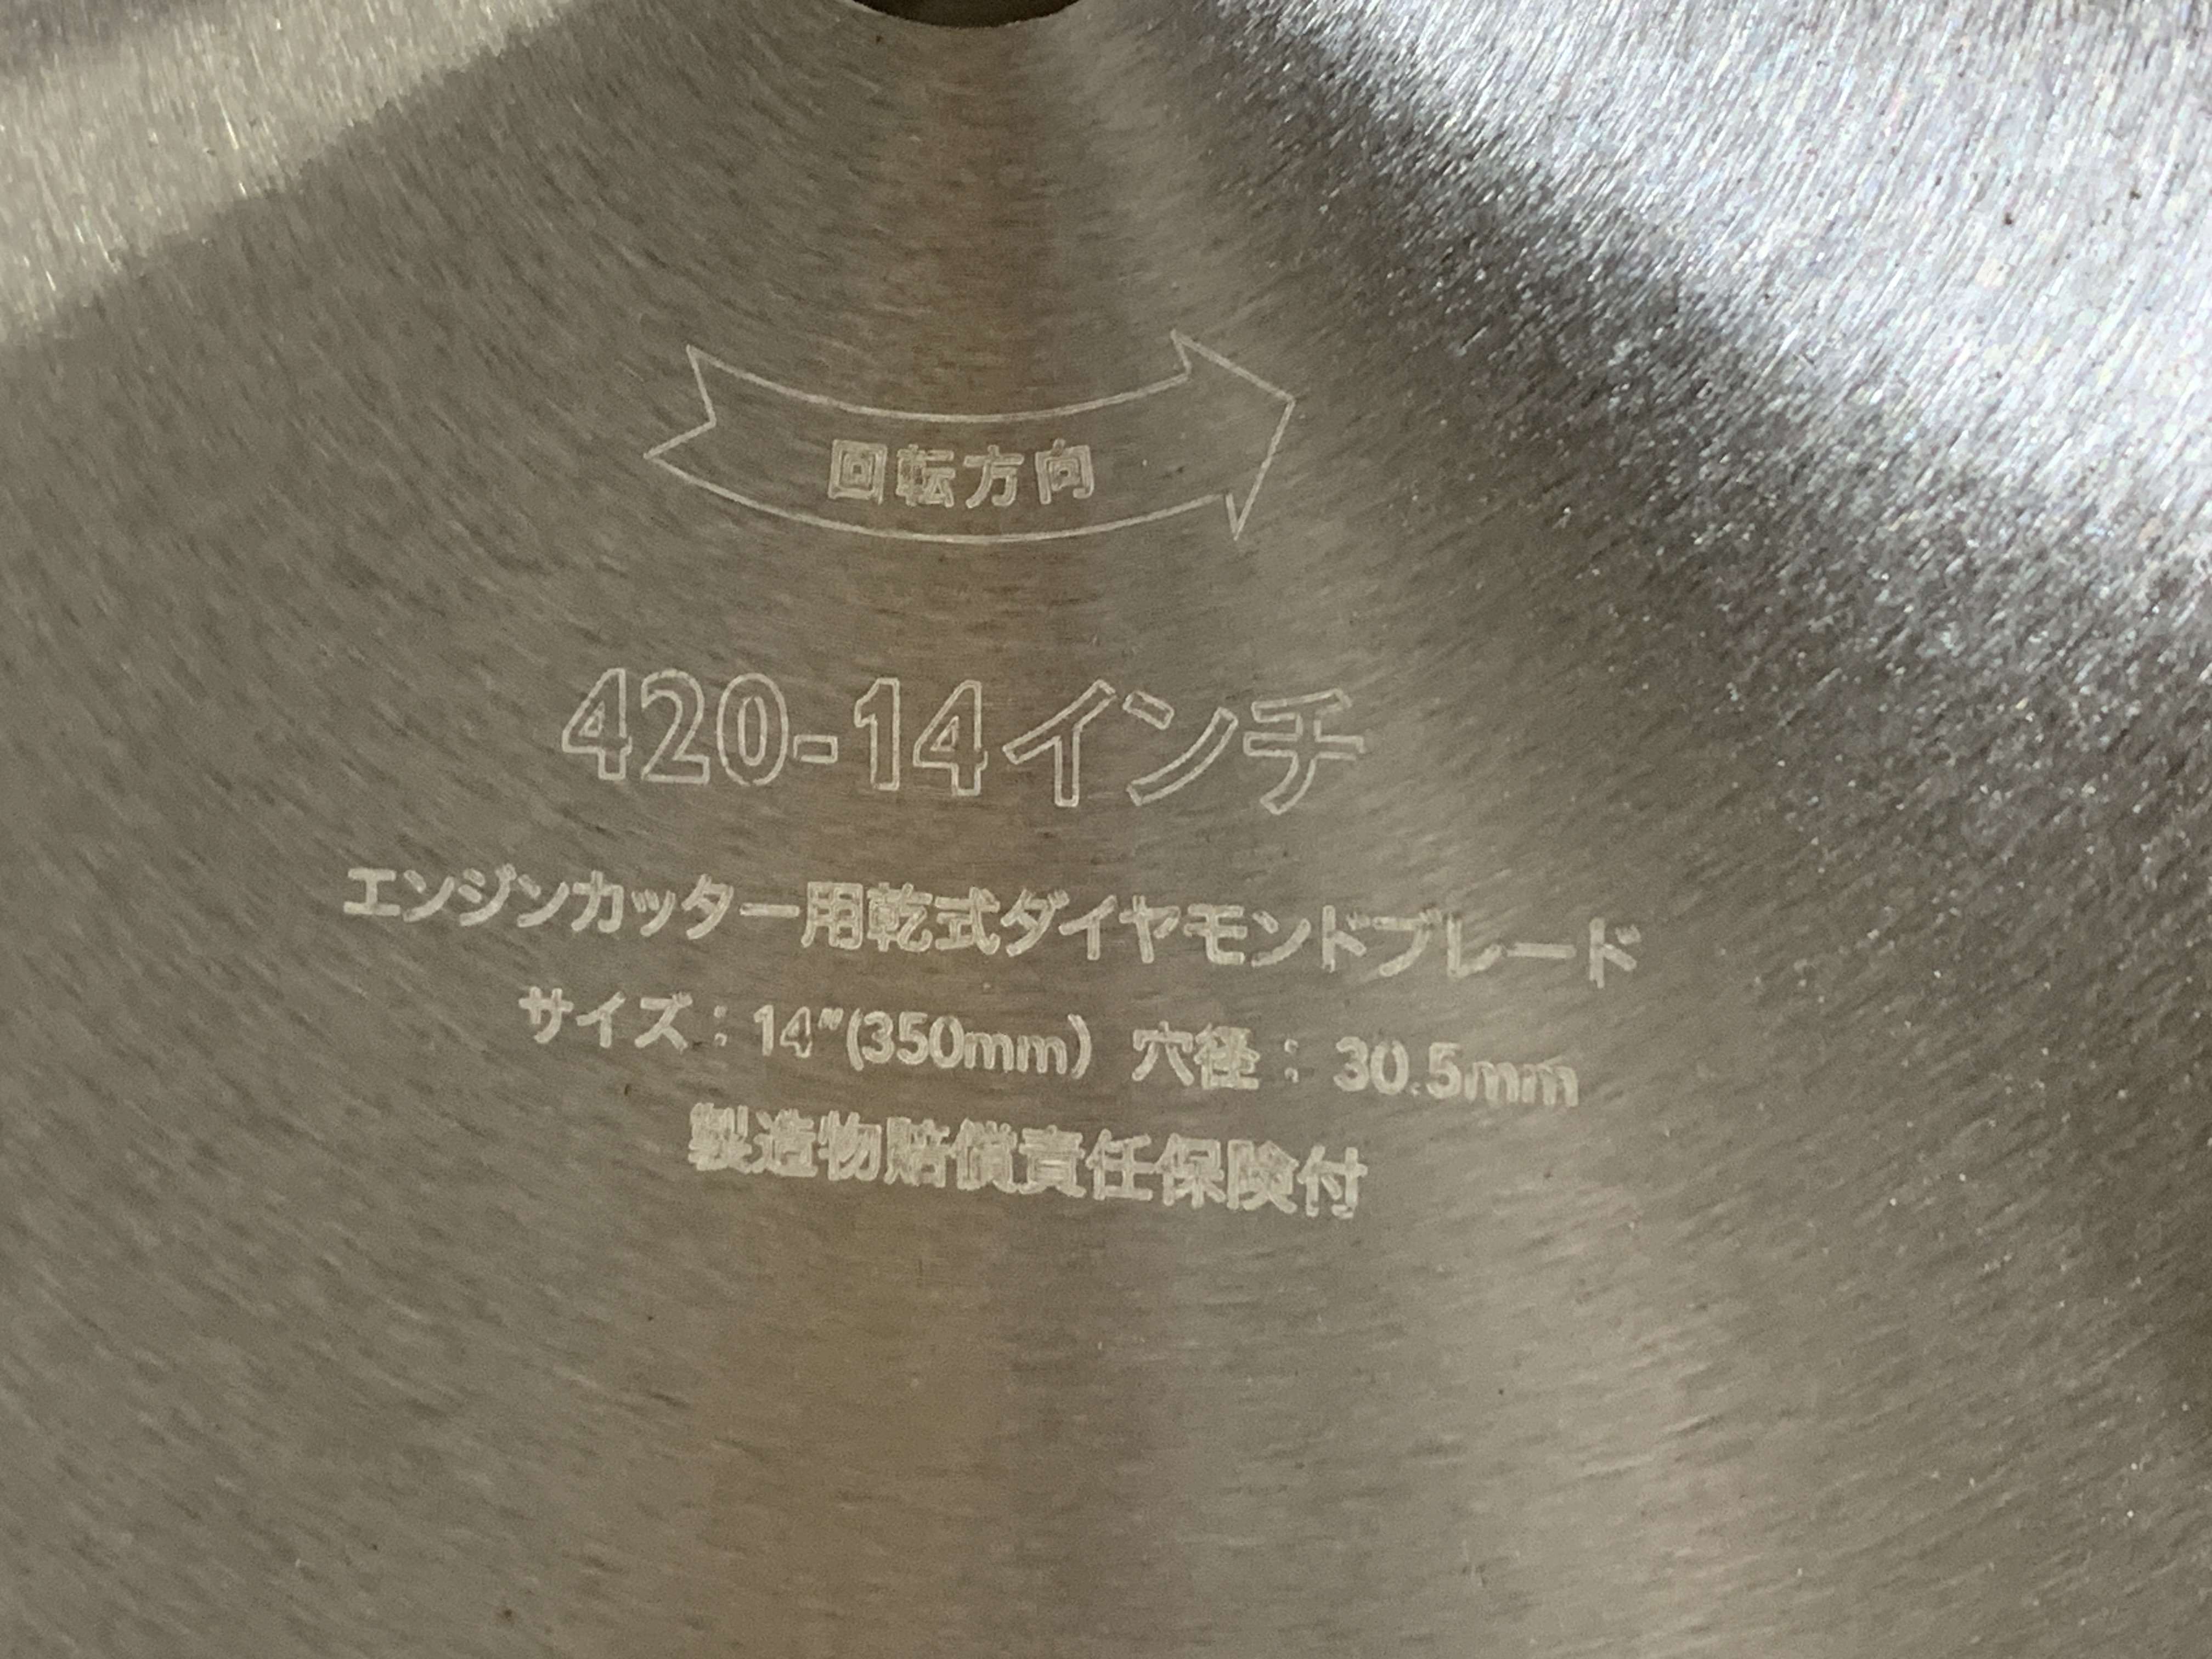 回転方向
420-14インチ
エンジンカッター用乾式ダイヤモンドブレード
サイズ：14”(350mm) 穴径：30.5mm
製造物賠償責任保険付